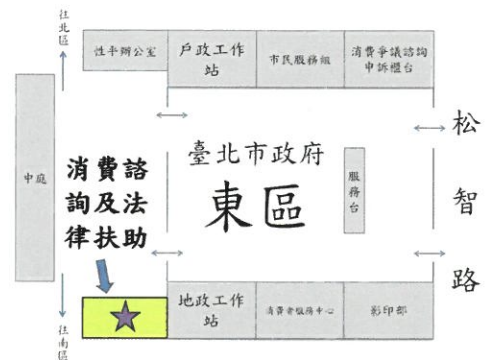 往北區
性平辦公室
戶政工作
站
市民服務組
消費爭議諮詢
申訴櫃台
中庭
消費諮
詢及法
律扶助
臺北市政府
東區
服務台
松
智
路
地政工作
站
消費者服務中心
影印部
往南區